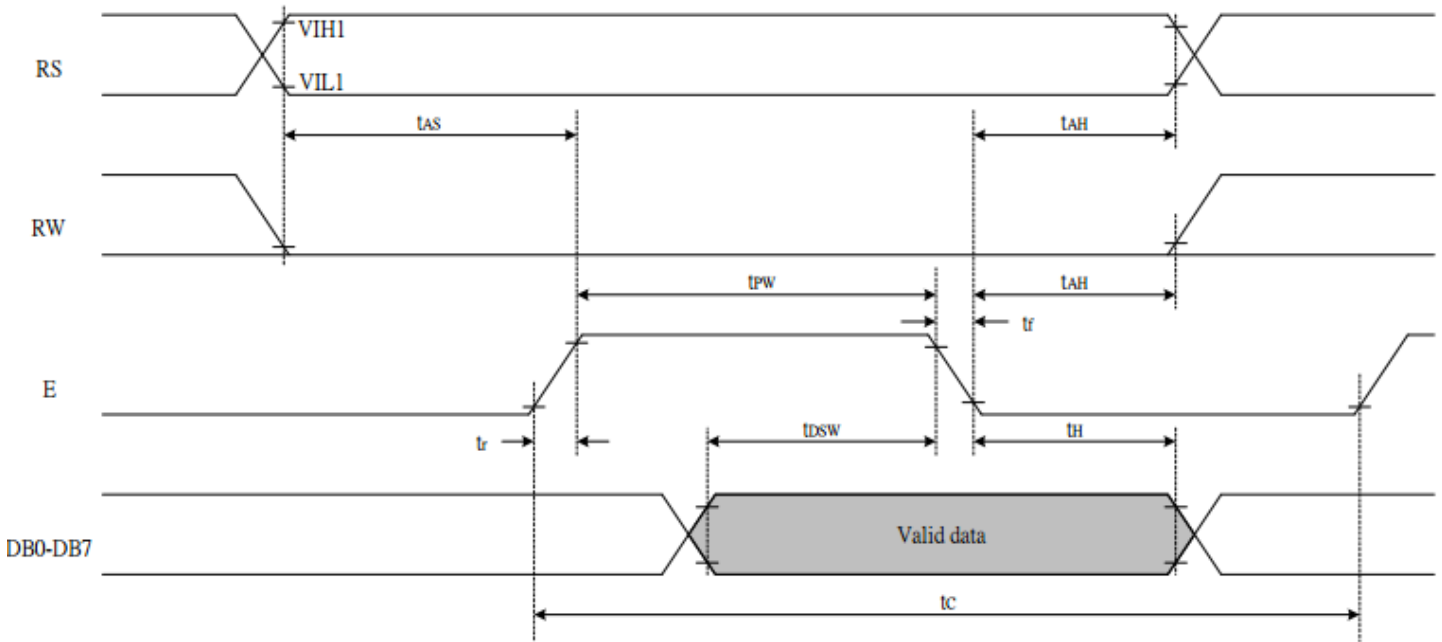 VIH1
RS
VIL1
tAS tAH
RW
tPW tAH
tf
E
tr tDSW tH
Valid data
DB0-DB7
tC